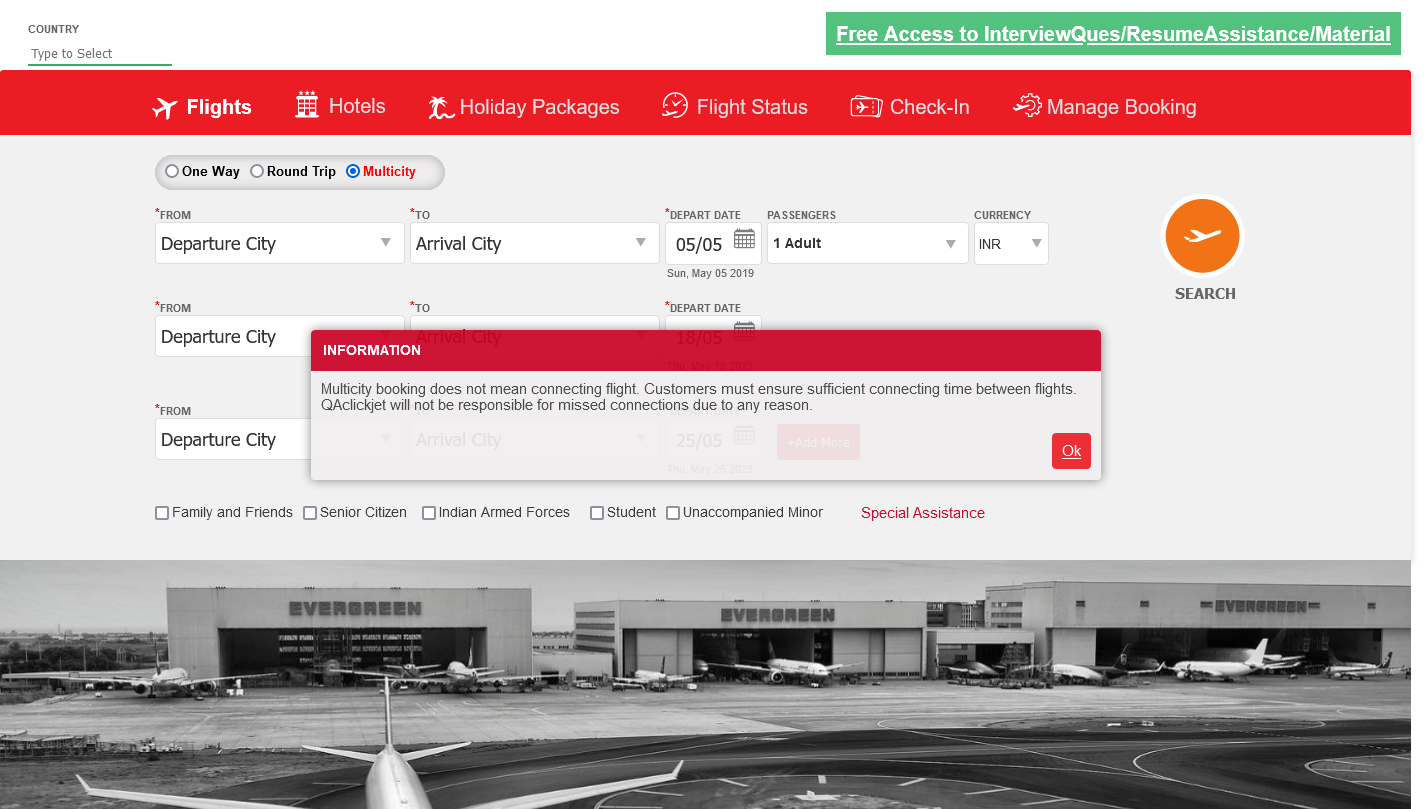 COUNTRY
Type to Select
Free Access to InterviewQues/ResumeAssistance/Material
Flights Hotels Holiday Packages Flight Status Check-In Manage Booking
One Way Round Trip Multicity
*FROM *TO *DEPART DATE PASSENGERS CURRENCY
Departure City Arrival City 05/05 1 Adult INR
Sun, May 05 2019
SEARCH
*FROM *TO *DEPART DATE
Departure City Arrival City 18/05
Thu, May 18 2023
INFORMATION
Multicity booking does not mean connecting flight. Customers must ensure sufficient connecting time between flights.
QAclickjet will not be responsible for missed connections due to any reason.
*FROM
Departure City Arrival City 25/05 +Add More
Thu, May 25 2023
Ok
Family and Friends Senior Citizen Indian Armed Forces Student Unaccompanied Minor Special Assistance
EVERGREEN EVERGREEN EVERGREEN